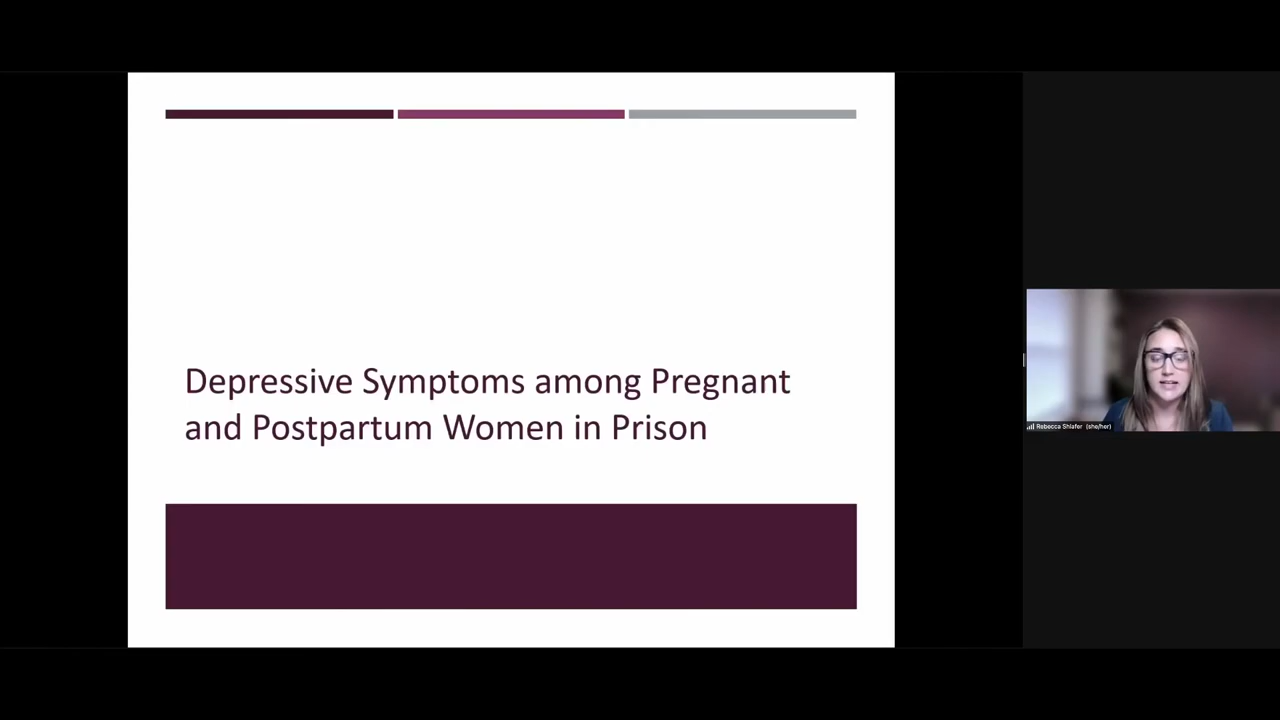 Depressive Symptoms among Pregnant
and Postpartum Women in Prison
Rebecca Shlafer (she/her)